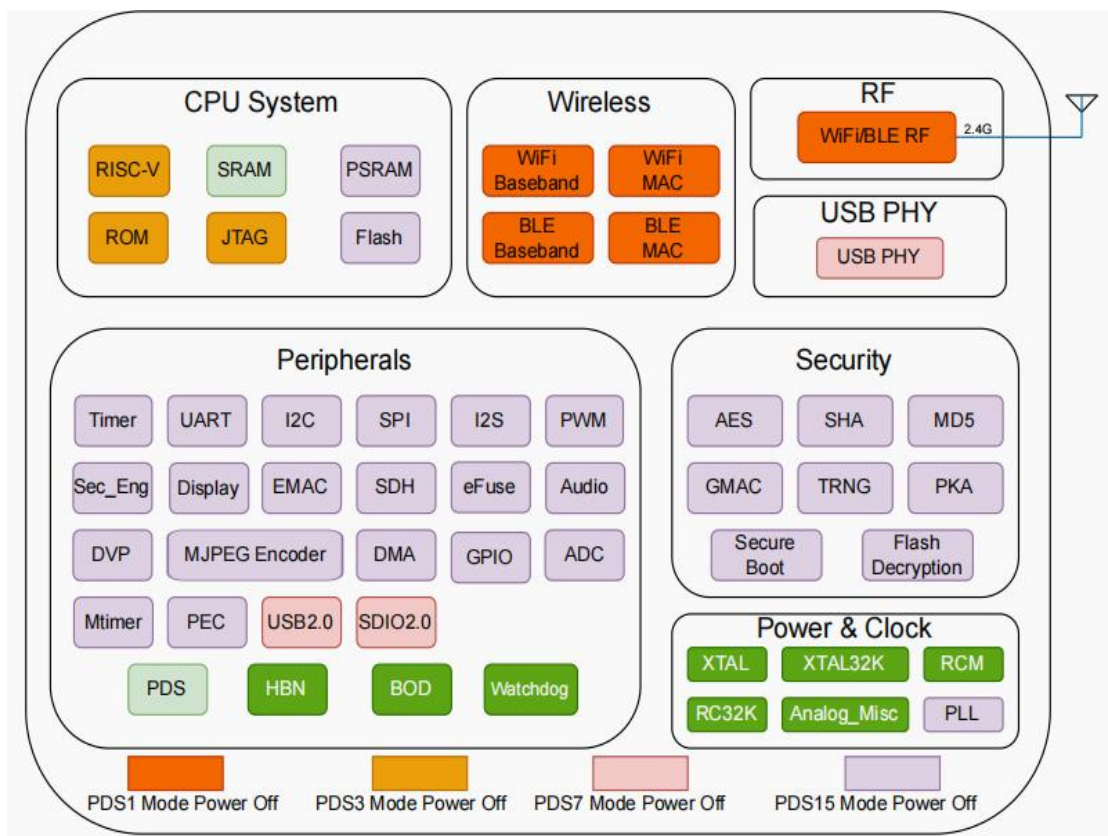 CPU System
RISC-V
SRAM
PSRAM
ROM
JTAG
Flash
Wireless
WiFi
Baseband
WiFi
MAC
BLE
Baseband
BLE
MAC
RF
WiFi/BLE RF
2.4G
USB PHY
USB PHY
Peripherals
Timer
UART
I2C
SPI
I2S
PWM
Sec_Eng
Display
EMAC
SDH
eFuse
Audio
DVP
MJPEG Encoder
DMA
GPIO
ADC
Mtimer
PEC
USB2.0
SDIO2.0
PDS
HBN
BOD
Watchdog
Security
AES
SHA
MD5
GMAC
TRNG
PKA
Secure
Boot
Flash
Decryption
Power & Clock
XTAL
XTAL32K
RCM
RC32K
Analog_Misc
PLL
PDS1 Mode Power Off
PDS3 Mode Power Off
PDS7 Mode Power Off
PDS15 Mode Power Off